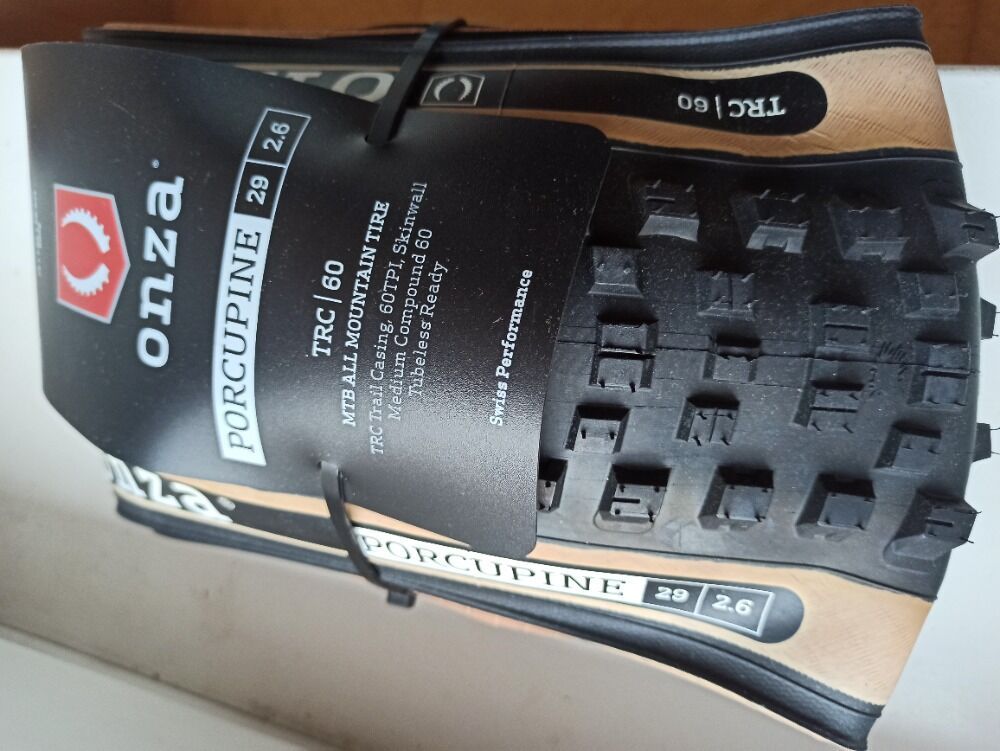 onza
PORCUPINE 29 2.6
TRC | 60
MTB ALL MOUNTAIN TIRE
TRC Trail Casing, 60TPI, Skinwall
Medium Compound 60
Tubeless Ready
Swiss Performance
TRC | 60
onza
PORCUPINE 29 2.6